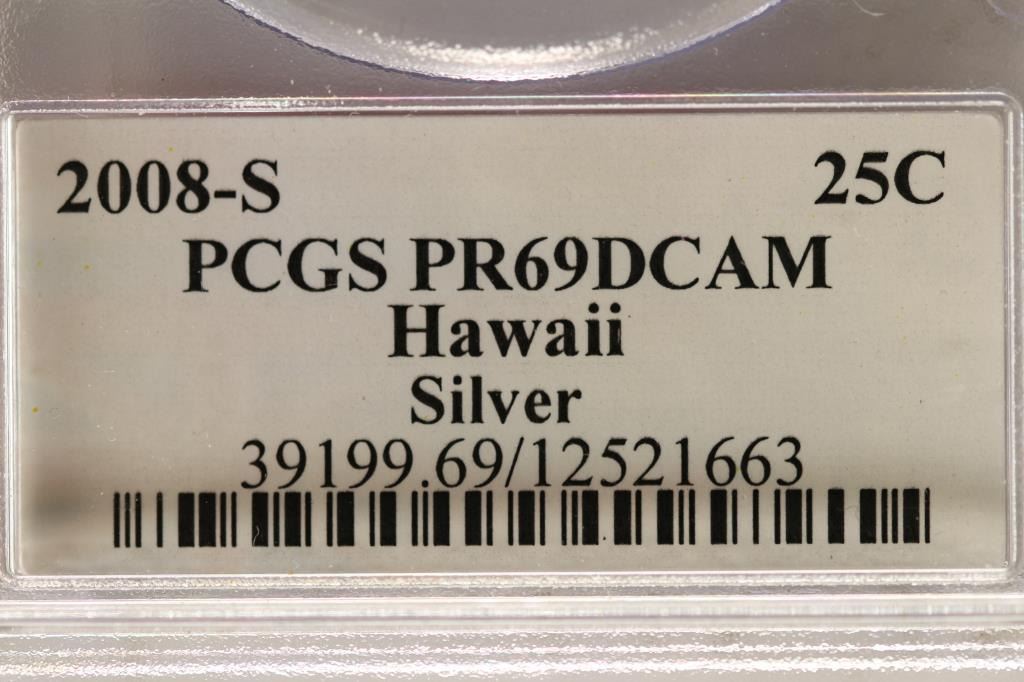 2008-S 25C
PCGS PR69DCAM
Hawaii
Silver
39199.69/12521663